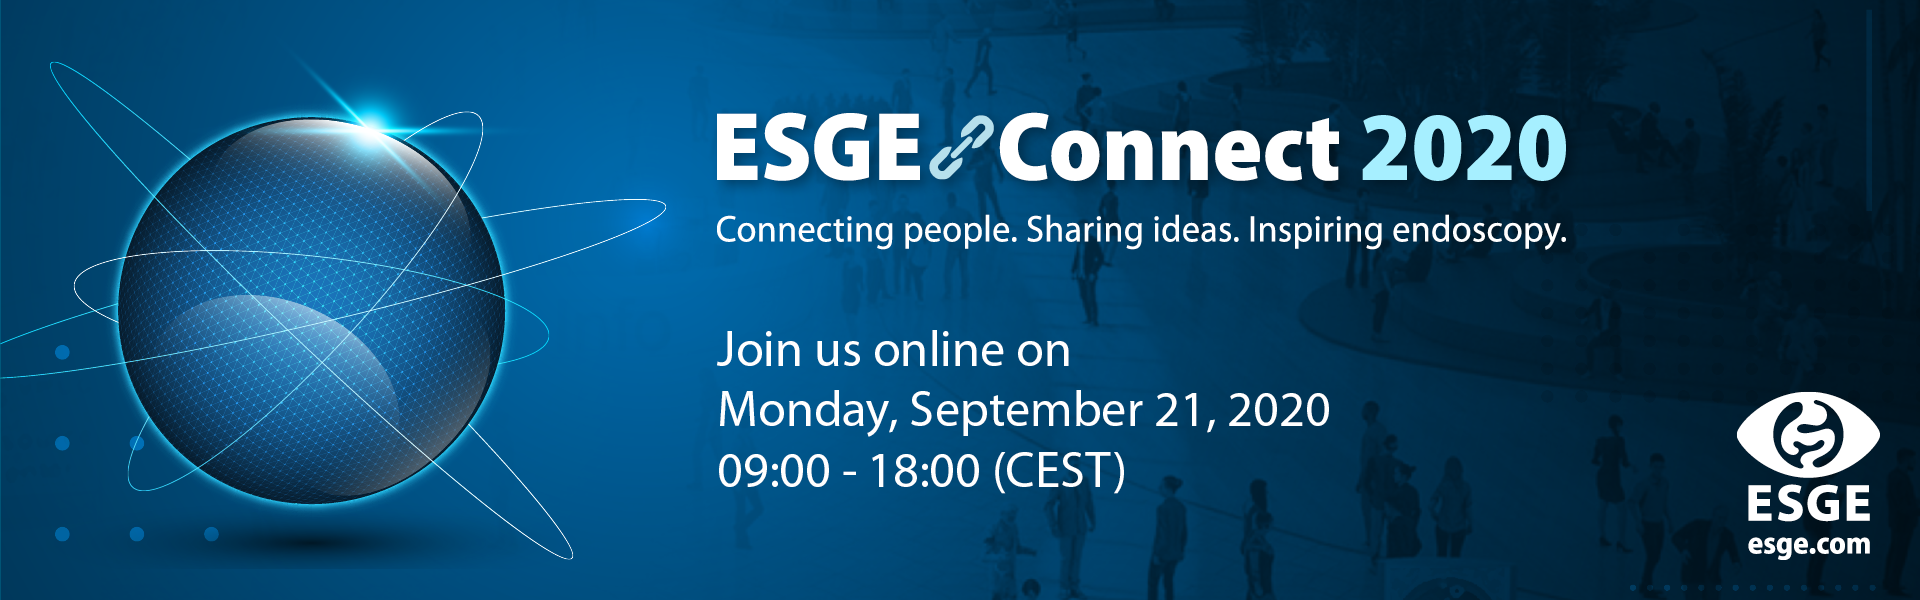 ESGE Connect 2020
Connecting people. Sharing ideas. Inspiring endoscopy.
Join us online on
Monday, September 21, 2020
09:00 - 18:00 (CEST)
ESGE
esge.com